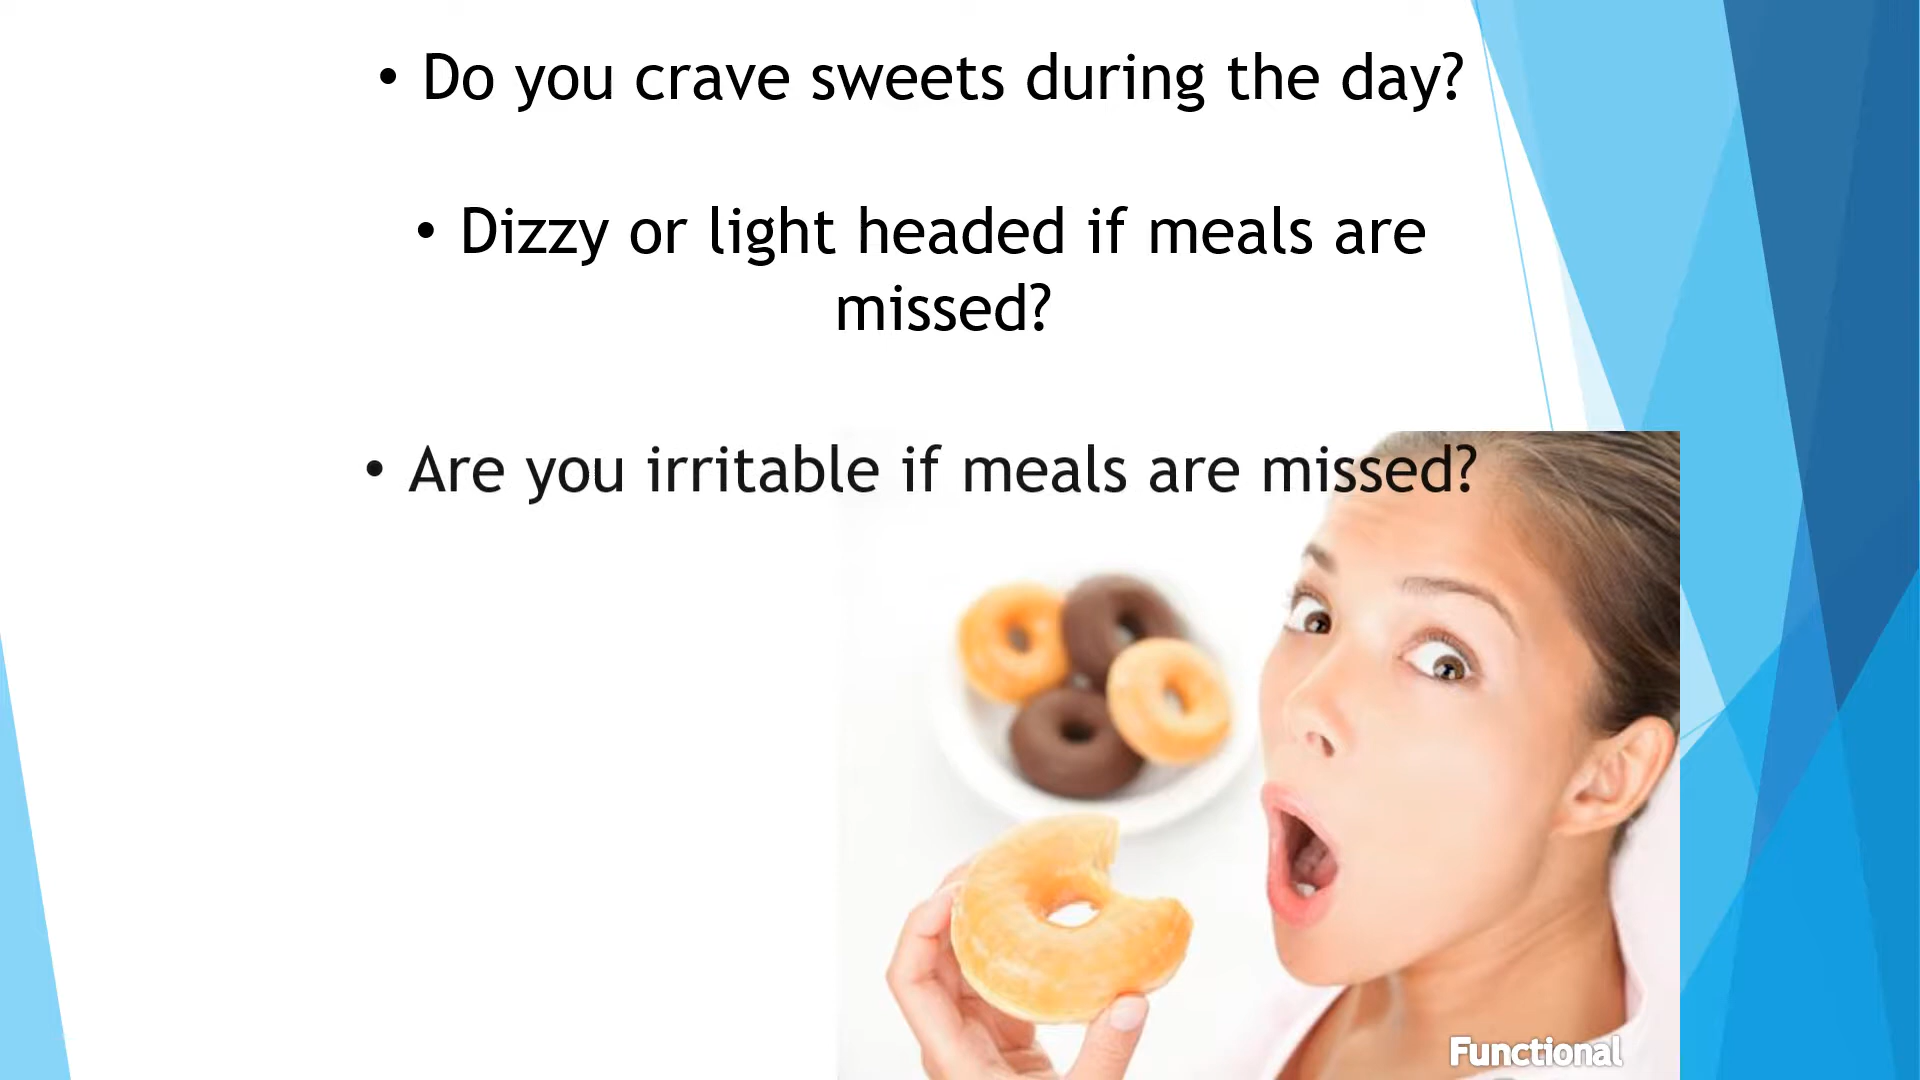 • Do you crave sweets during the day?
• Dizzy or light headed if meals are
missed?
• Are you irritable if meals are missed?
Functional